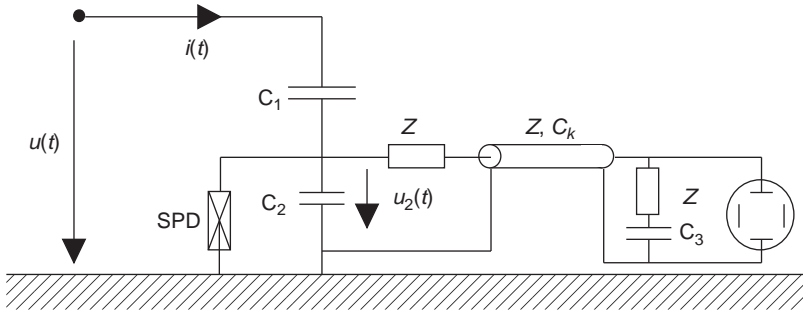 i(t)
C₁
u(t)
Z
Z, Cₖ
SPD
C₂
u₂(t)
Z
C₃